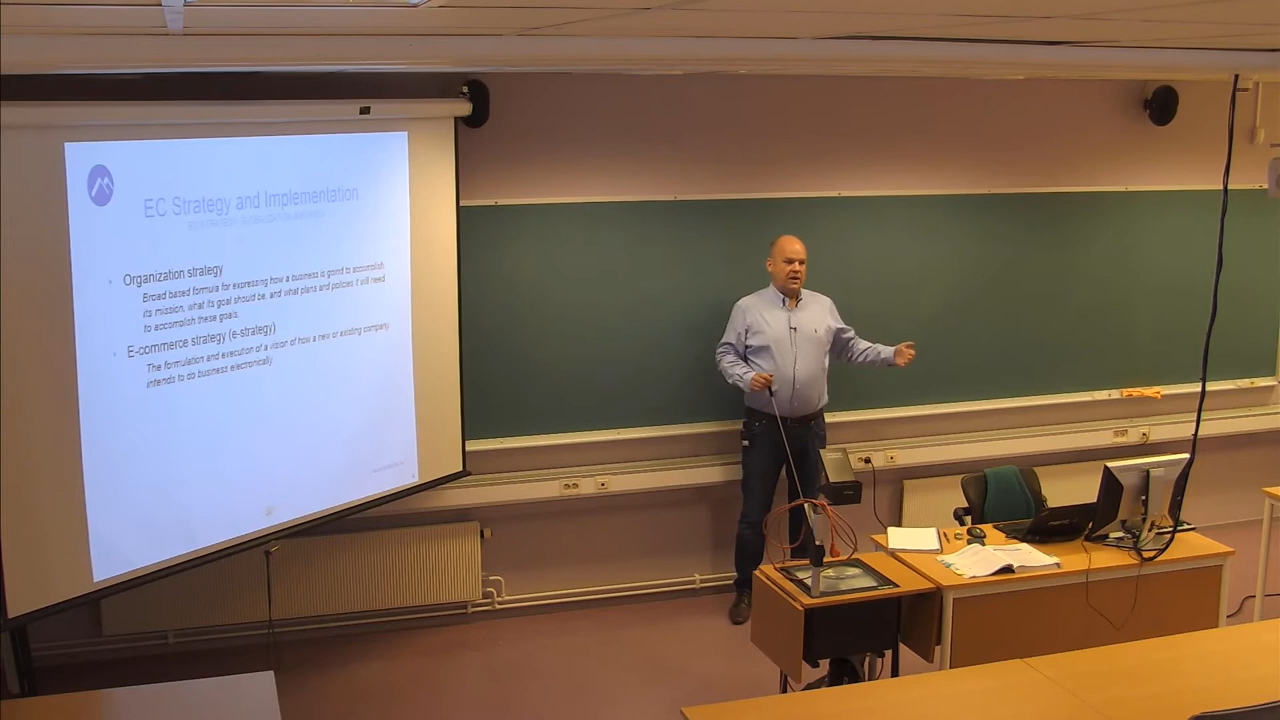 EC Strategy and Implementation
Organization strategy
Broad based formula for expressing how a business is going to accomplish
its mission, what its goal should be, and what plans and policies it will need
to accomplish these goals.
E-commerce strategy (e-strategy)
The formulation and execution of a vision of how a new or existing company
intends to do business electronically